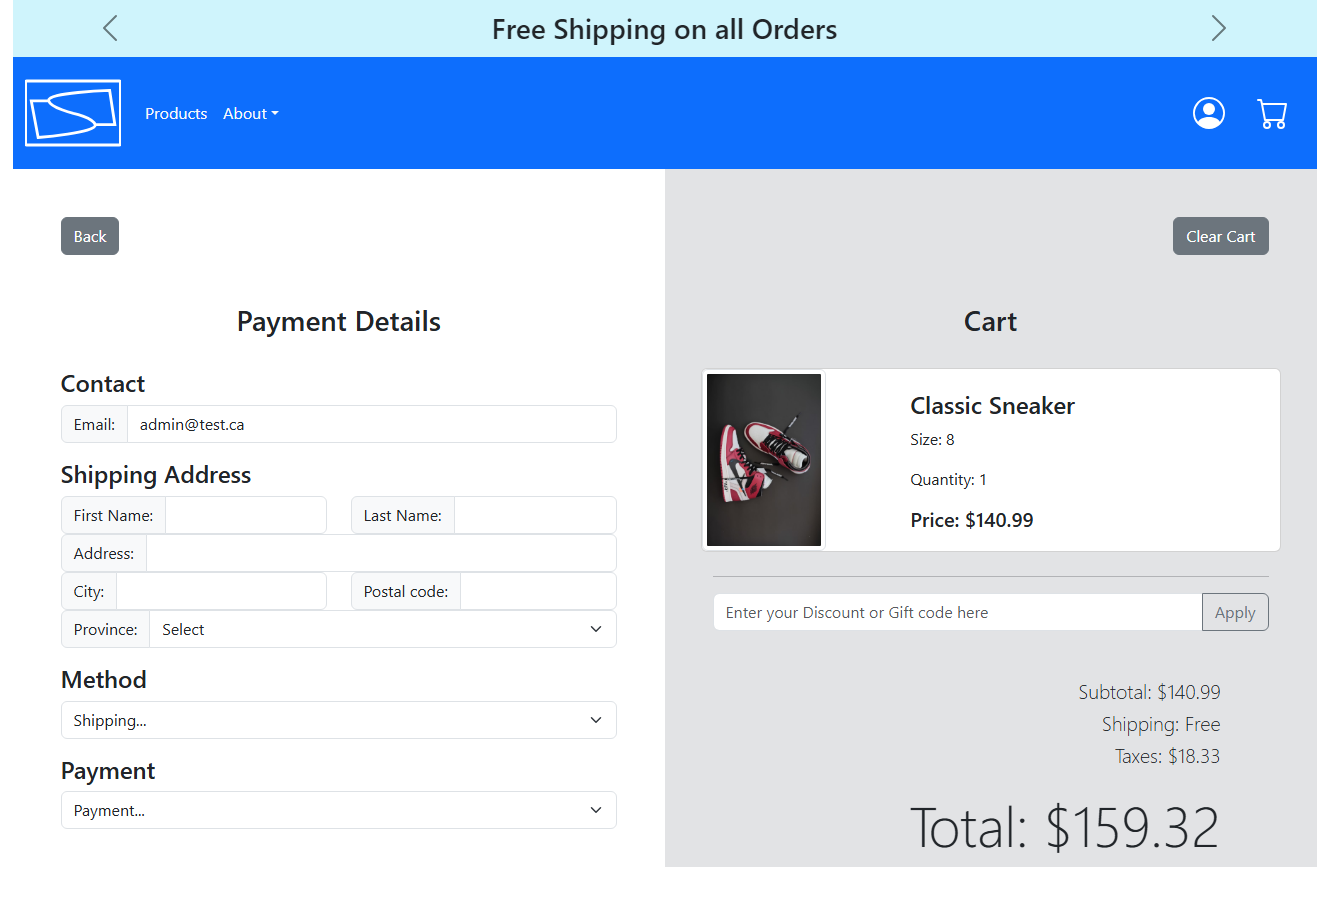 Free Shipping on all Orders
Products About
Back
Clear Cart
Payment Details
Contact
Email: admin@test.ca
Shipping Address
First Name: Last Name:
Address:
City: Postal code:
Province: Select
Method
Shipping...
Payment
Payment...
Cart
Classic Sneaker
Size: 8
Quantity: 1
Price: $140.99
Enter your Discount or Gift code here Apply
Subtotal: $140.99
Shipping: Free
Taxes: $18.33
Total: $159.32